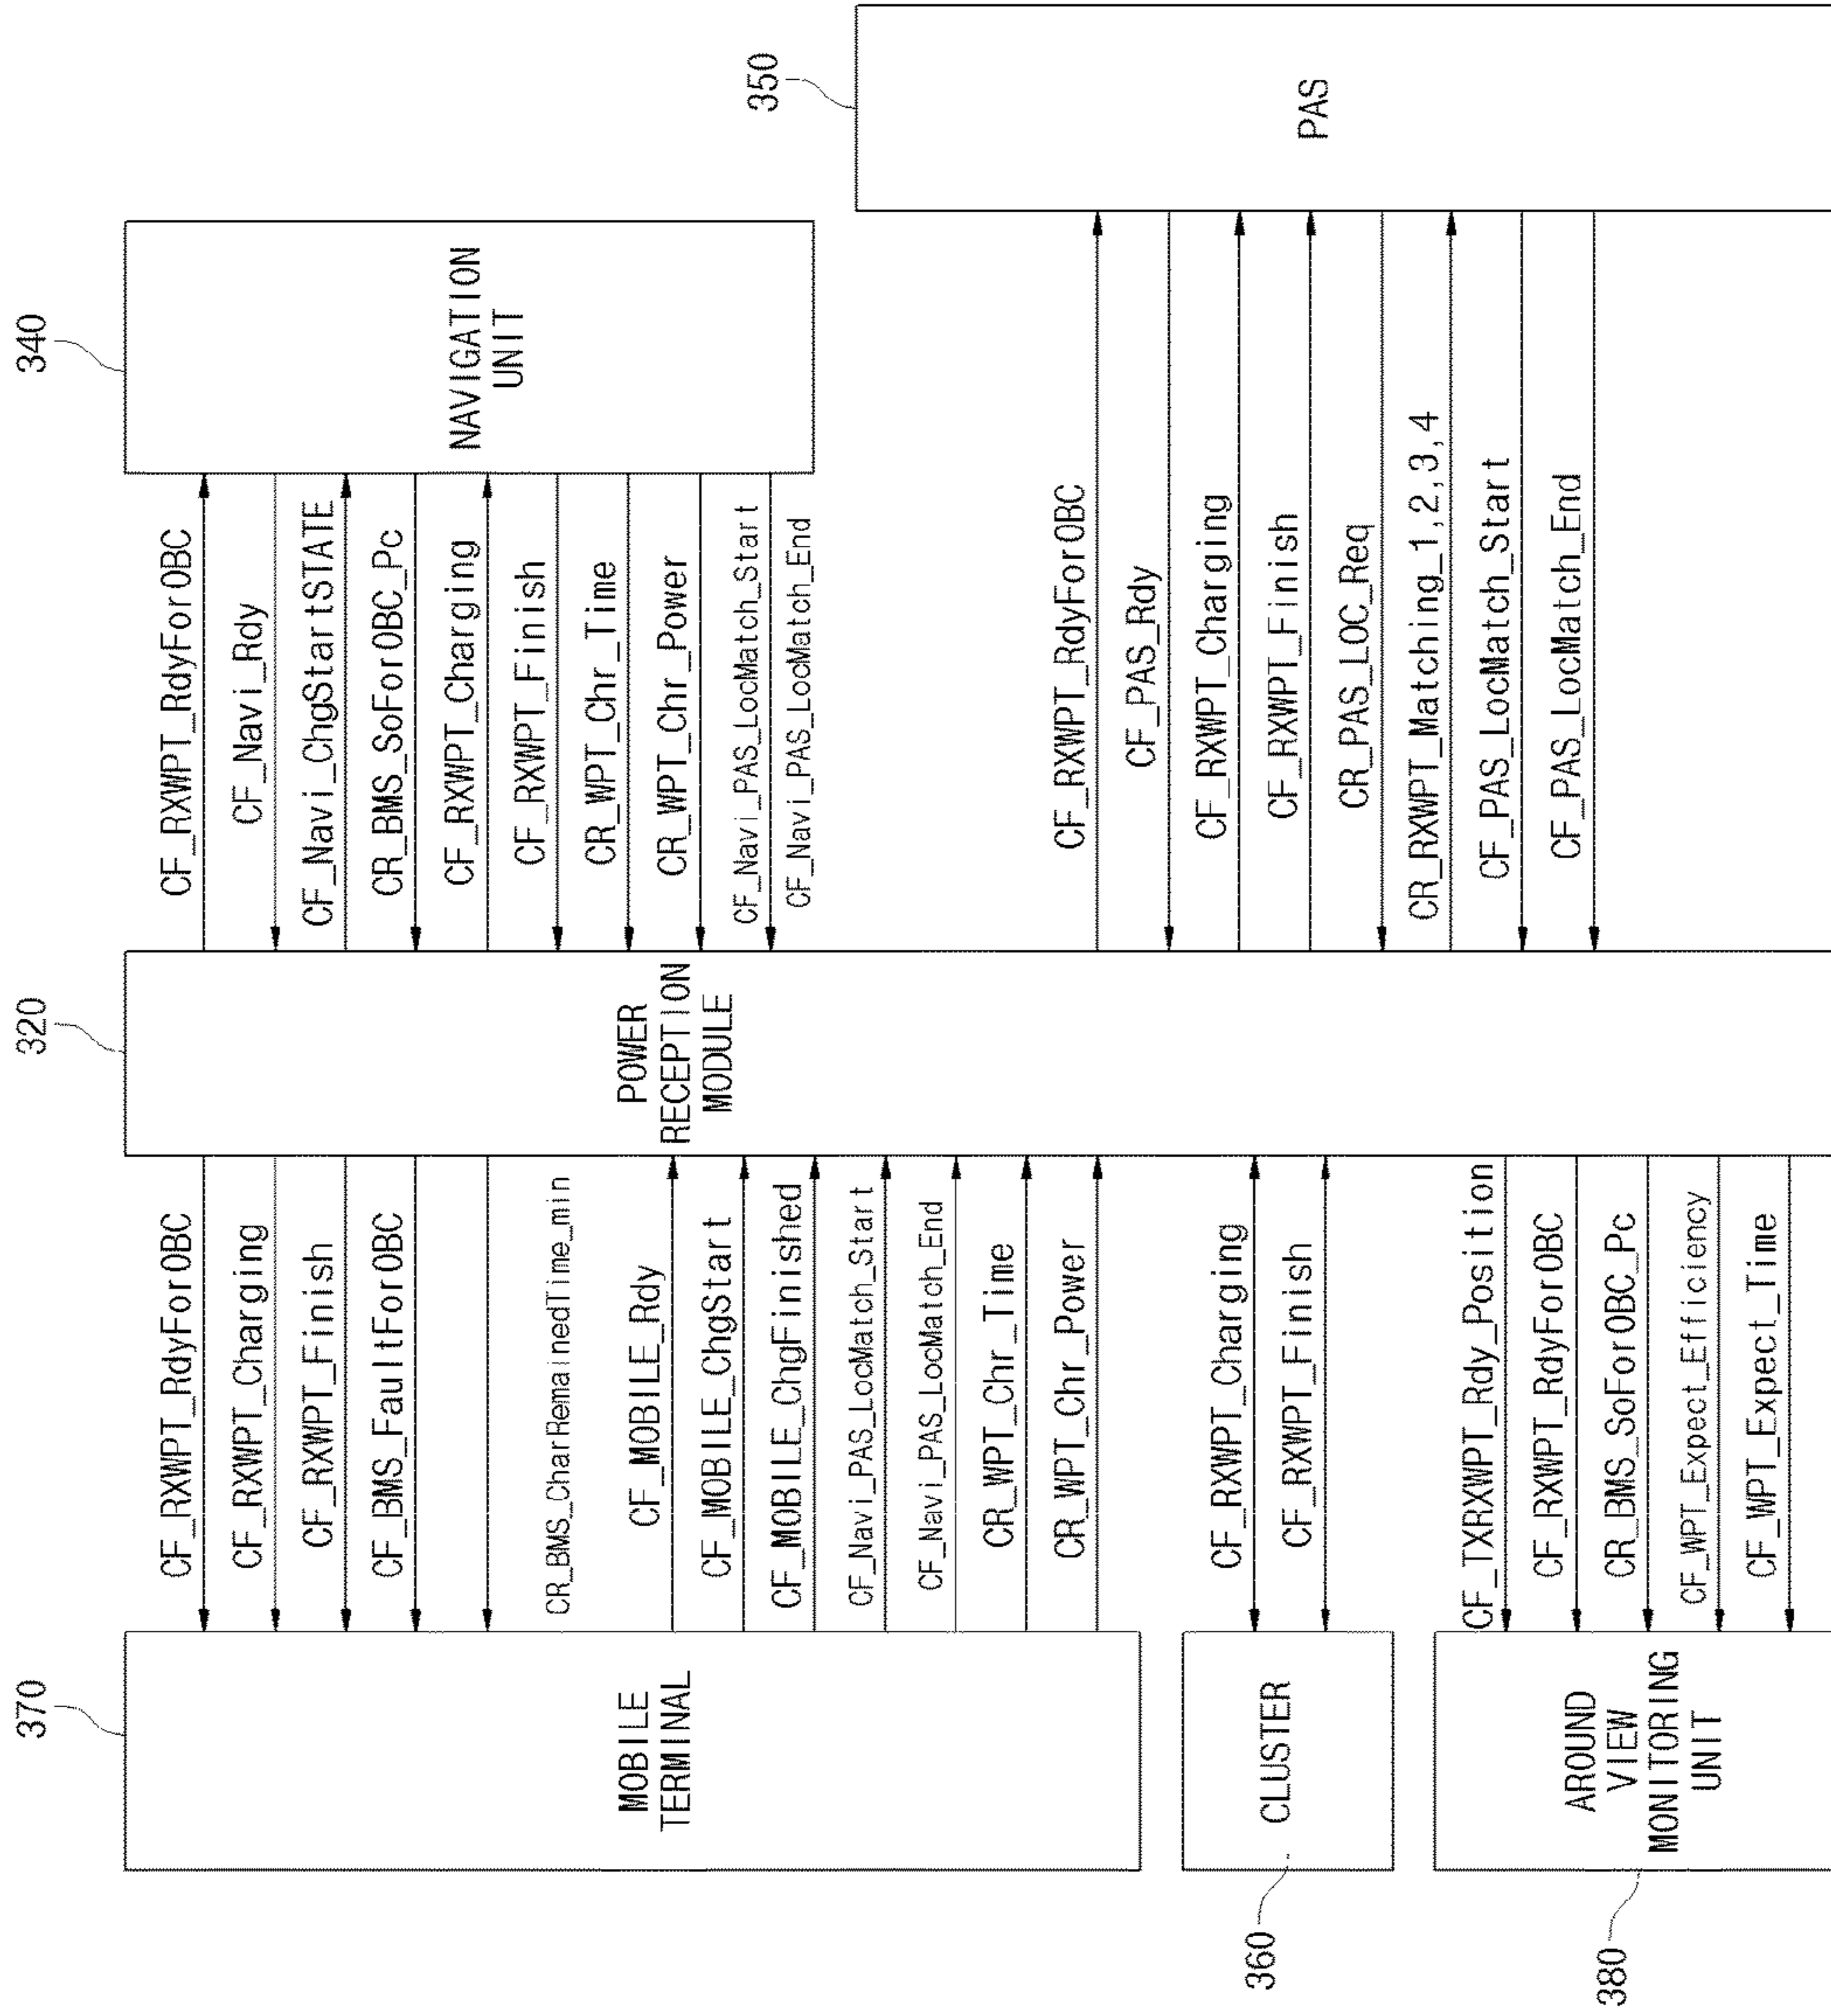 370
320
340
MOBILE
TERMINAL
CF_RXWPT_RdyForOBC
CF_RXWPT_Charging
CF_RXWPT_Finish
CF_BMS_FaultForOBC
CR_BMS_CharRemainedTime_min
CF_MOBILE_Rdy
CF_MOBILE_ChgStart
CF_MOBILE_ChgFinished
CF_Navi_PAS_LocMatch_Start
CF_Navi_PAS_LocMatch_End
CR_WPT_Chr_Time
CR_WPT_Chr_Power
POWER
RECEPTION
MODULE
CF_RXWPT_RdyForOBC
CF_Navi_Rdy
CF_Navi_ChgStartSTATE
CR_BMS_SoForOBC_Pc
CF_RXWPT_Charging
CF_RXWPT_Finish
CR_WPT_Chr_Time
CR_WPT_Chr_Power
CF_Navi_PAS_LocMatch_Start
CF_Navi_PAS_LocMatch_End
NAVIGATION
UNIT
360
CLUSTER
CF_RXWPT_Charging
CF_RXWPT_Finish
380
AROUND
VIEW
MONITORING
UNIT
CF_TXRXWPT_Rdy_Position
CF_RXWPT_RdyForOBC
CR_BMS_SoForOBC_Pc
CF_WPT_Expect_Efficiency
CF_WPT_Expect_Time
350
CF_RXWPT_RdyForOBC
CF_PAS_Rdy
CF_RXWPT_Charging
CF_RXWPT_Finish
CR_PAS_LOC_Req
CR_RXWPT_Matching_1,2,3,4
CF_PAS_LocMatch_Start
CF_PAS_LocMatch_End
PAS